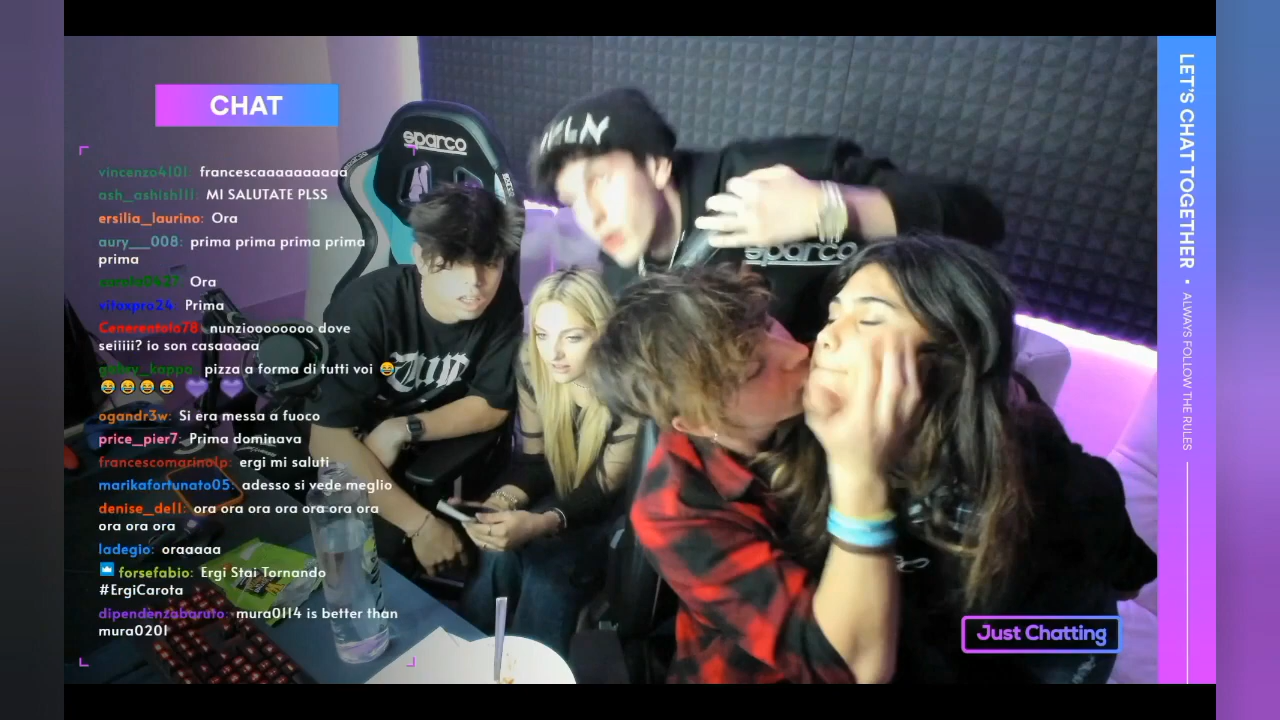 CHAT
sparco
vincenzo4101: francescaaaaaaaaaa
ash_ashish111: MI SALUTATE PLSS
ersilia_laurino: Ora
aury__008: prima prima prima prima
prima
Ora
vitoxpro24: Prima
Cenerentola78: nunzioooooooo dove
seiiiii? io son casaaaaa
gabry_kappa: pizza a forma di tutti voi 😂
😂😂😂😂 💜💜
ogandr3w: Si era messa a fuoco
price_pier7: Prima dominava
francescomarinolp: ergi mi saluti
marikafortunato05: adesso si vede meglio
denise_dell: ora ora ora ora ora ora ora
ora ora ora
ladegio: oraaaaa
forsefabio: Ergi Stai Tornando
#ErgiCarota
dipendenzabaruto: mura0114 is better than
mura0201
sparco
Just Chatting
LET'S CHAT TOGETHER • ALWAYS FOLLOW THE RULES